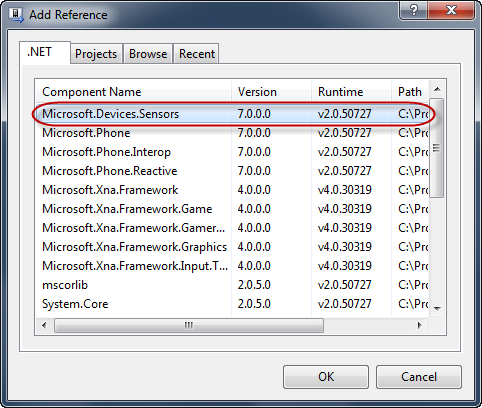 Add Reference
.NET Projects Browse Recent
Component Name Version Runtime Path
Microsoft.Devices.Sensors 7.0.0.0 v2.0.50727 C:\Pro
Microsoft.Phone 7.0.0.0 v2.0.50727 C:\Pro
Microsoft.Phone.Interop 7.0.0.0 v2.0.50727 C:\Pro
Microsoft.Phone.Reactive 7.0.0.0 v2.0.50727 C:\Pro
Microsoft.Xna.Framework 4.0.0.0 v4.0.30319 C:\Pro
Microsoft.Xna.Framework.Game 4.0.0.0 v4.0.30319 C:\Pro
Microsoft.Xna.Framework.Gamer... 4.0.0.0 v4.0.30319 C:\Pro
Microsoft.Xna.Framework.Graphics 4.0.0.0 v4.0.30319 C:\Pro
Microsoft.Xna.Framework.Input.T... 4.0.0.0 v4.0.30319 C:\Pro
mscorlib 2.0.5.0 v2.0.50727 C:\Pro
System.Core 2.0.5.0 v2.0.50727 C:\Pro
OK Cancel